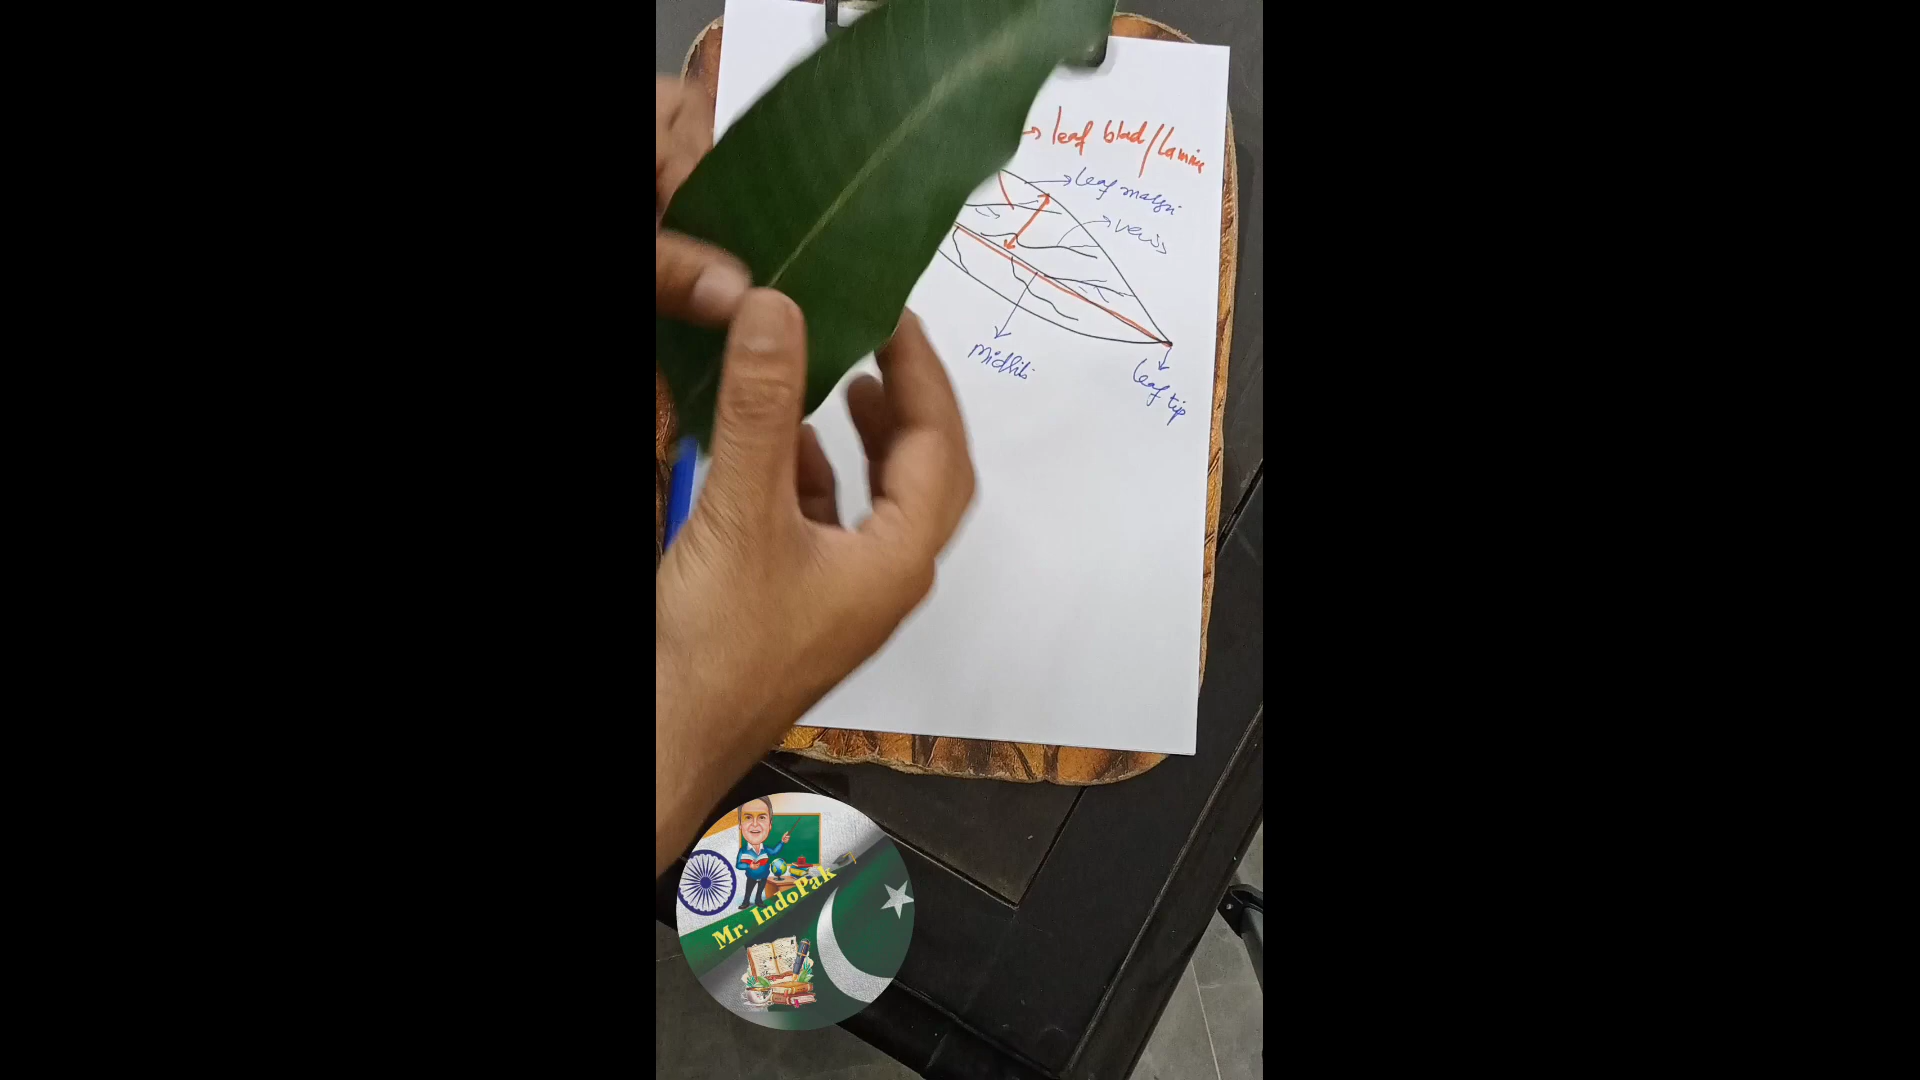 → leaf blad/Lamina
leaf margin
veins
Midrib
leaf tip
Mr. IndoPak